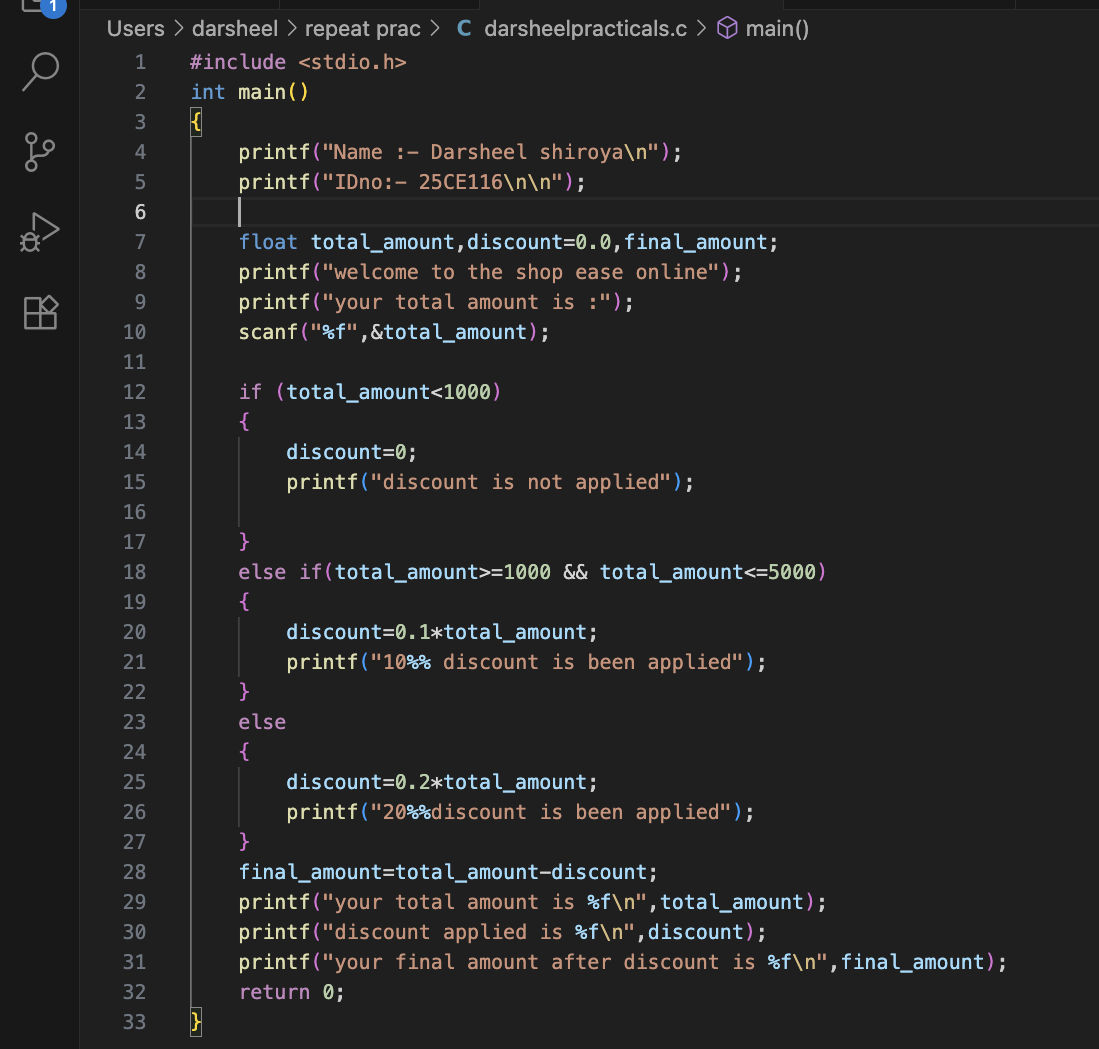 1
Users > darsheel > repeat prac > C darsheelpracticals.c > main()
1 #include <stdio.h>
2 int main()
3 {
4     printf("Name :- Darsheel shiroya\n");
5     printf("IDno:- 25CE116\n\n");
6
7     float total_amount,discount=0.0,final_amount;
8     printf("welcome to the shop ease online");
9     printf("your total amount is :");
10     scanf("%f",&total_amount);
11
12     if (total_amount<1000)
13     {
14         discount=0;
15         printf("discount is not applied");
16
17     }
18     else if(total_amount>=1000 && total_amount<=5000)
19     {
20         discount=0.1*total_amount;
21         printf("10%% discount is been applied");
22     }
23     else
24     {
25         discount=0.2*total_amount;
26         printf("20%%discount is been applied");
27     }
28     final_amount=total_amount-discount;
29     printf("your total amount is %f\n",total_amount);
30     printf("discount applied is %f\n",discount);
31     printf("your final amount after discount is %f\n",final_amount);
32     return 0;
33 }